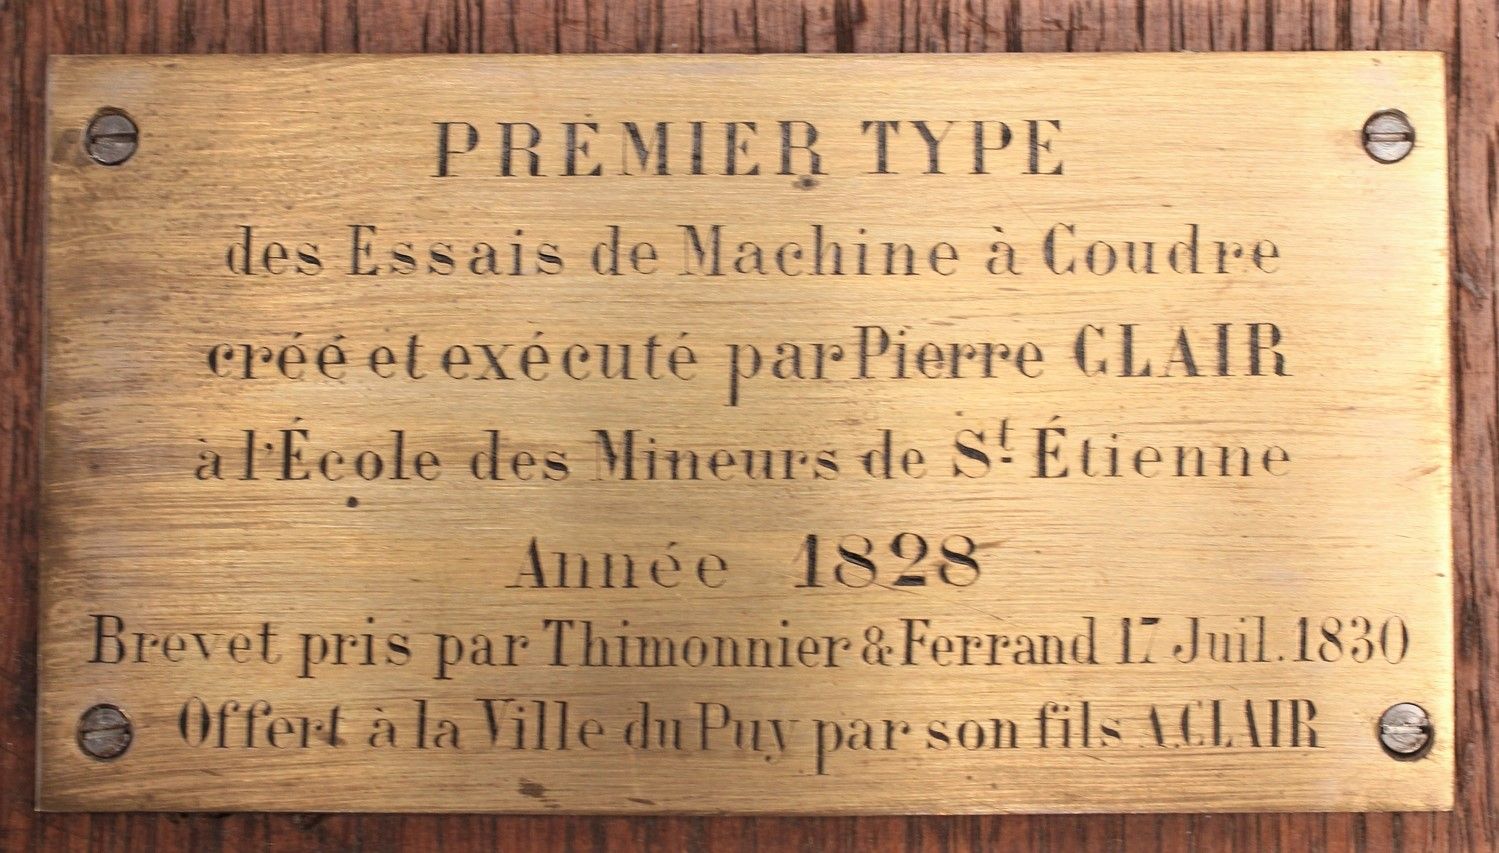 PREMIER TYPE
des Essais de Machine à Coudre
créé et exécuté par Pierre CLAIR
à l'École des Mineurs de St Étienne
Année 1828
Brevet pris par Thimonnier & Ferrand 17 Juil. 1830
Offert à la Ville du Puy par son fils A. CLAIR